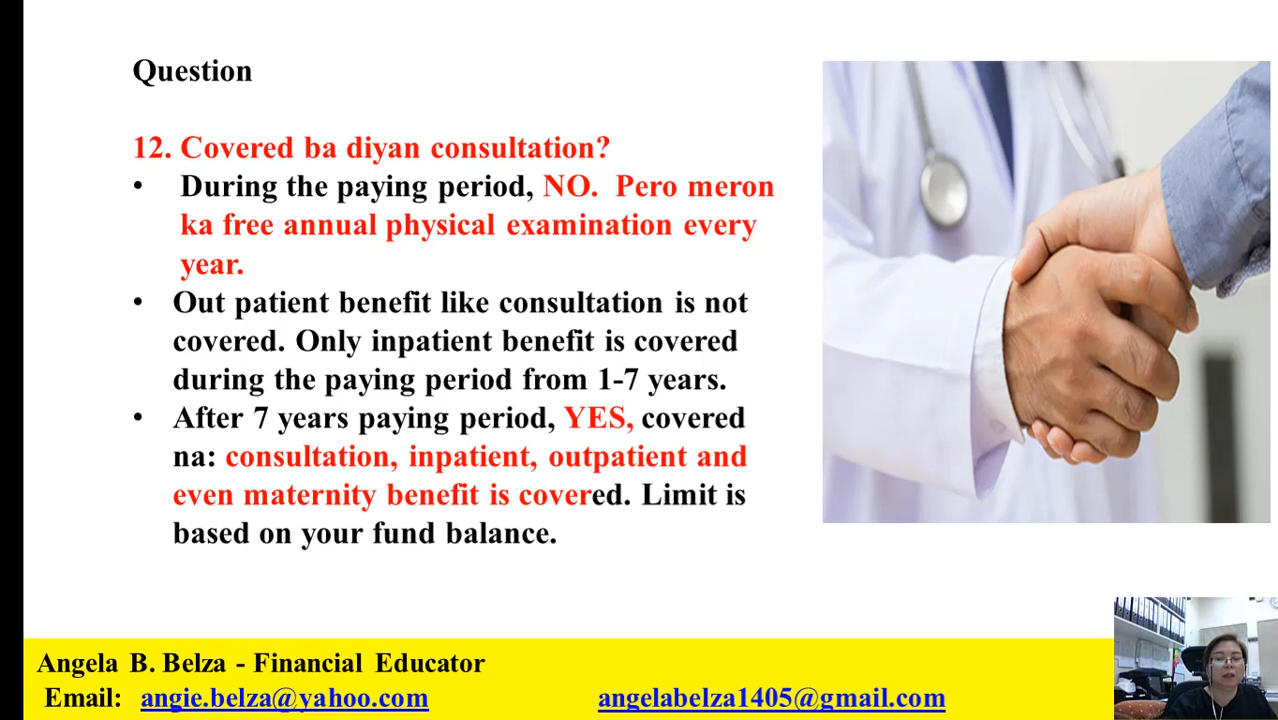 Question
12. Covered ba diyan consultation?
• During the paying period, NO. Pero meron
ka free annual physical examination every
year.
• Out patient benefit like consultation is not
covered. Only inpatient benefit is covered
during the paying period from 1-7 years.
• After 7 years paying period, YES, covered
na: consultation, inpatient, outpatient and
even maternity benefit is covered. Limit is
based on your fund balance.
Angela B. Belza - Financial Educator
Email: angie.belza@yahoo.com angelabelza1405@gmail.com